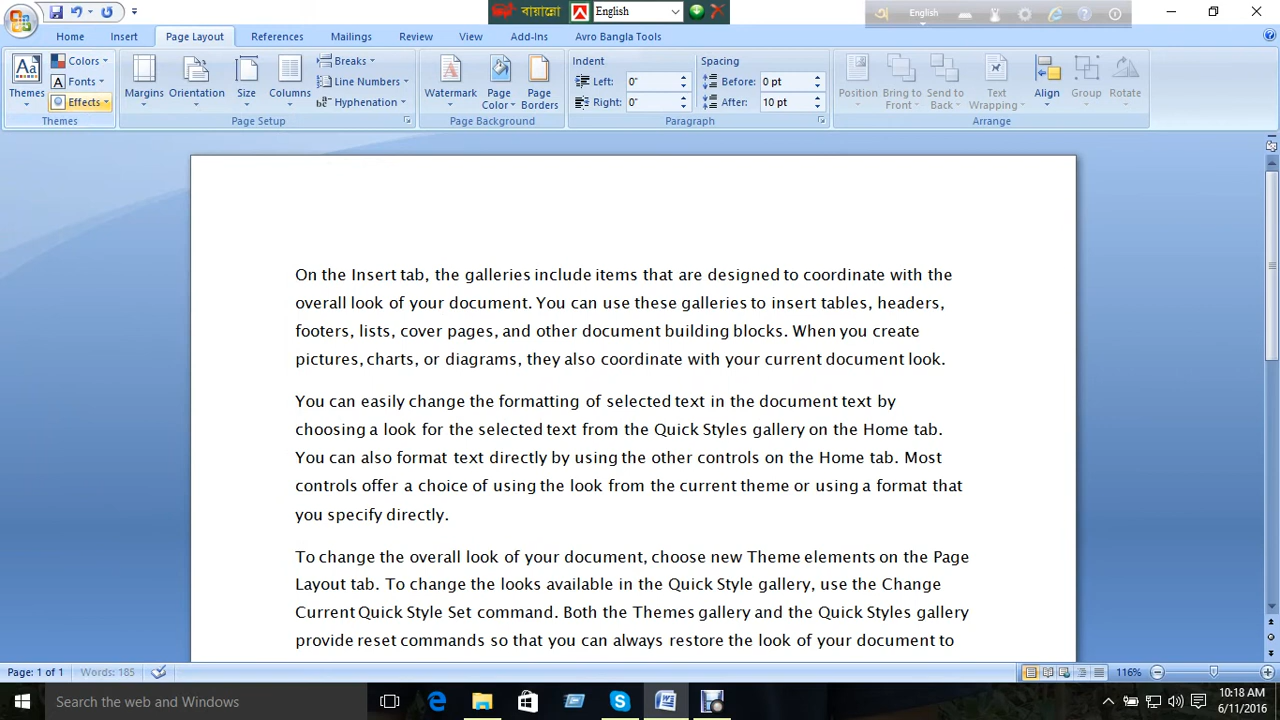 বায়ান্নো English
English
Home Insert Page Layout References Mailings Review View Add-Ins Avro Bangla Tools
Themes Colors Fonts Effects
Themes
Margins Orientation Size Columns Breaks Line Numbers Hyphenation
Page Setup
Watermark Page Color Page Borders
Page Background
Indent Spacing
Left: 0" Before: 0 pt
Right: 0" After: 10 pt
Paragraph
Position Bring to Front Send to Back Text Wrapping Align Group Rotate
Arrange
On the Insert tab, the galleries include items that are designed to coordinate with the
overall look of your document. You can use these galleries to insert tables, headers,
footers, lists, cover pages, and other document building blocks. When you create
pictures, charts, or diagrams, they also coordinate with your current document look.
You can easily change the formatting of selected text in the document text by
choosing a look for the selected text from the Quick Styles gallery on the Home tab.
You can also format text directly by using the other controls on the Home tab. Most
controls offer a choice of using the look from the current theme or using a format that
you specify directly.
To change the overall look of your document, choose new Theme elements on the Page
Layout tab. To change the looks available in the Quick Style gallery, use the Change
Current Quick Style Set command. Both the Themes gallery and the Quick Styles gallery
provide reset commands so that you can always restore the look of your document to
Page: 1 of 1 Words: 185 116%
Search the web and Windows
10:18 AM
6/11/2016